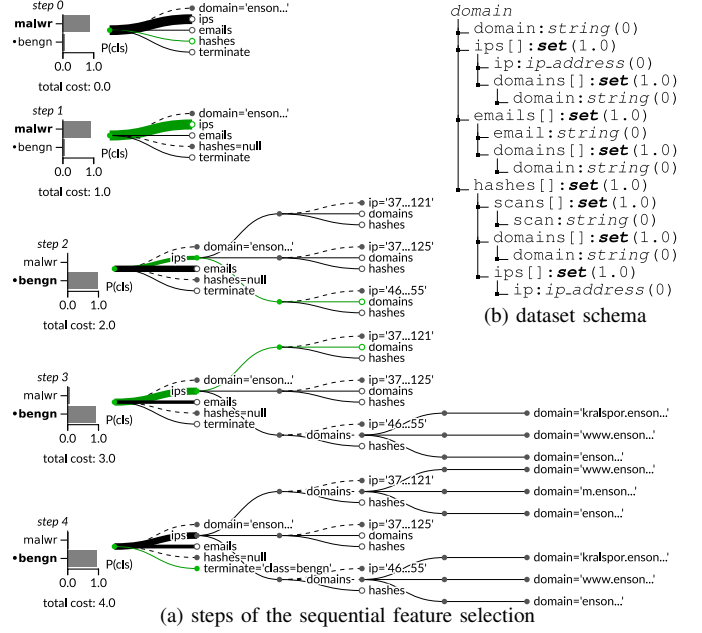 step 0
malwr
•bengn
0.0 1.0
P(cls)
total cost: 0.0
domain='enson...'
ips
emails
hashes
terminate
step 1
malwr
•bengn
0.0 1.0
P(cls)
total cost: 1.0
domain='enson...'
ips
emails
hashes=null
terminate
step 2
malwr
•bengn
0.0 1.0
P(cls)
total cost: 2.0
domain='enson...'
ips
emails
hashes=null
terminate
ip='37...121'
domains
hashes
ip='37...125'
domains
hashes
ip='46...55'
domains
hashes
step 3
malwr
•bengn
0.0 1.0
P(cls)
total cost: 3.0
domain='enson...'
ips
emails
hashes=null
terminate
ip='37...121'
domains
hashes
ip='37...125'
domains
hashes
ip='46...55'
domains
hashes
domain='kralspor.enson...'
domain='www.enson...'
domain='enson...'
step 4
malwr
•bengn
0.0 1.0
P(cls)
total cost: 4.0
domain='enson...'
ips
emails
hashes=null
terminate='class=bengn'
ip='37...121'
domains
hashes
domain='www.enson...'
domain='m.enson...'
domain='enson...'
ip='37...125'
domains
hashes
ip='46...55'
domains
hashes
domain='kralspor.enson...'
domain='www.enson...'
domain='enson...'
(a) steps of the sequential feature selection
domain
domain:string(0)
ips[]:set(1.0)
ip:ip_address(0)
domains[]:set(1.0)
domain:string(0)
emails[]:set(1.0)
email:string(0)
domains[]:set(1.0)
domain:string(0)
hashes[]:set(1.0)
scans[]:set(1.0)
scan:string(0)
domains[]:set(1.0)
domain:string(0)
ips[]:set(1.0)
ip:ip_address(0)
(b) dataset schema